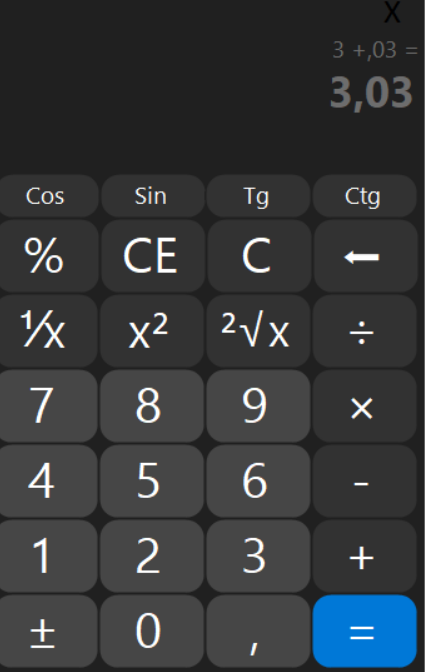 X
3 +,03 =
3,03
Cos Sin Tg Ctg
% CE C ←
¹⁄x x² ²√x ÷
7 8 9 ×
4 5 6 -
1 2 3 +
± 0 , =